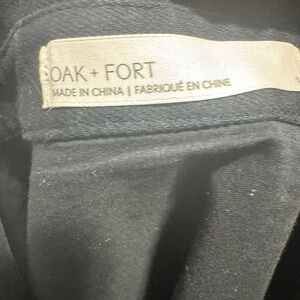 OAK + FORT
MADE IN CHINA | FABRIQUÉ EN CHINE